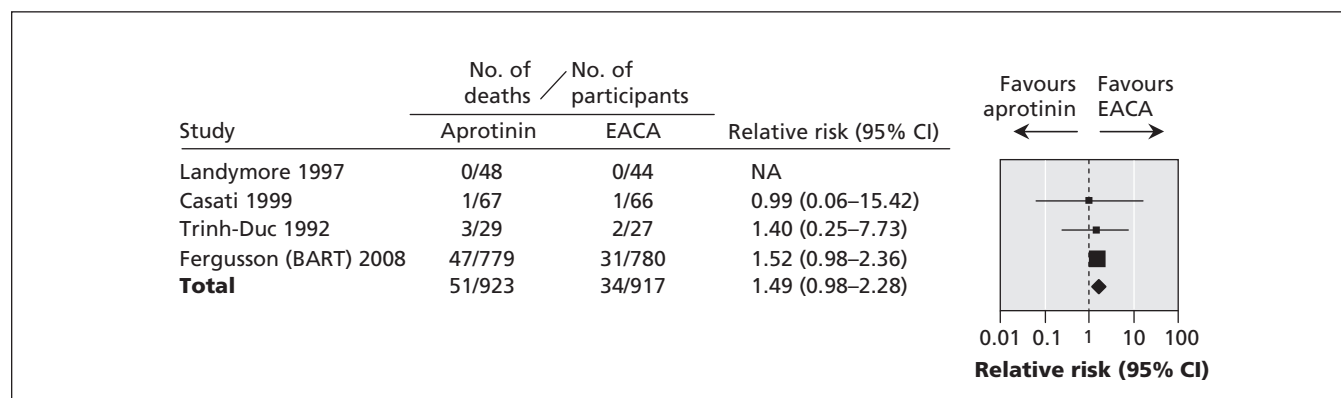 No. of deaths / No. of participants
Favours aprotinin Favours EACA
Study Aprotinin EACA Relative risk (95% CI)
Landymore 1997 0/48 0/44 NA
Casati 1999 1/67 1/66 0.99 (0.06–15.42)
Trinh-Duc 1992 3/29 2/27 1.40 (0.25–7.73)
Fergusson (BART) 2008 47/779 31/780 1.52 (0.98–2.36)
Total 51/923 34/917 1.49 (0.98–2.28)
0.01 0.1 1 10 100
Relative risk (95% CI)